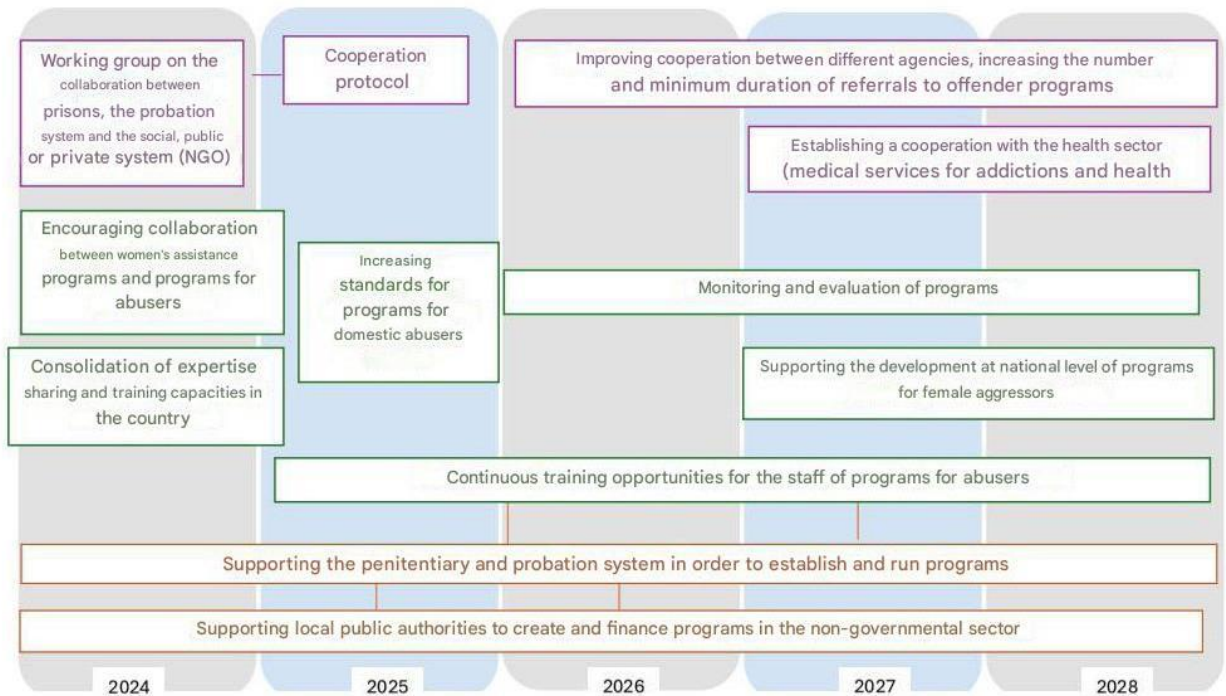 Working group on the
collaboration between
prisons, the probation
system and the social, public
or private system (NGO)
Cooperation
protocol
Improving cooperation between different agencies, increasing the number
and minimum duration of referrals to offender programs
Establishing a cooperation with the health sector
(medical services for addictions and health
Encouraging collaboration
between women's assistance
programs and programs for
abusers
Increasing
standards for
programs for
domestic abusers
Monitoring and evaluation of programs
Consolidation of expertise
sharing and training capacities in
the country
Supporting the development at national level of programs
for female aggressors
Continuous training opportunities for the staff of programs for abusers
Supporting the penitentiary and probation system in order to establish and run programs
Supporting local public authorities to create and finance programs in the non-governmental sector
2024
2025
2026
2027
2028